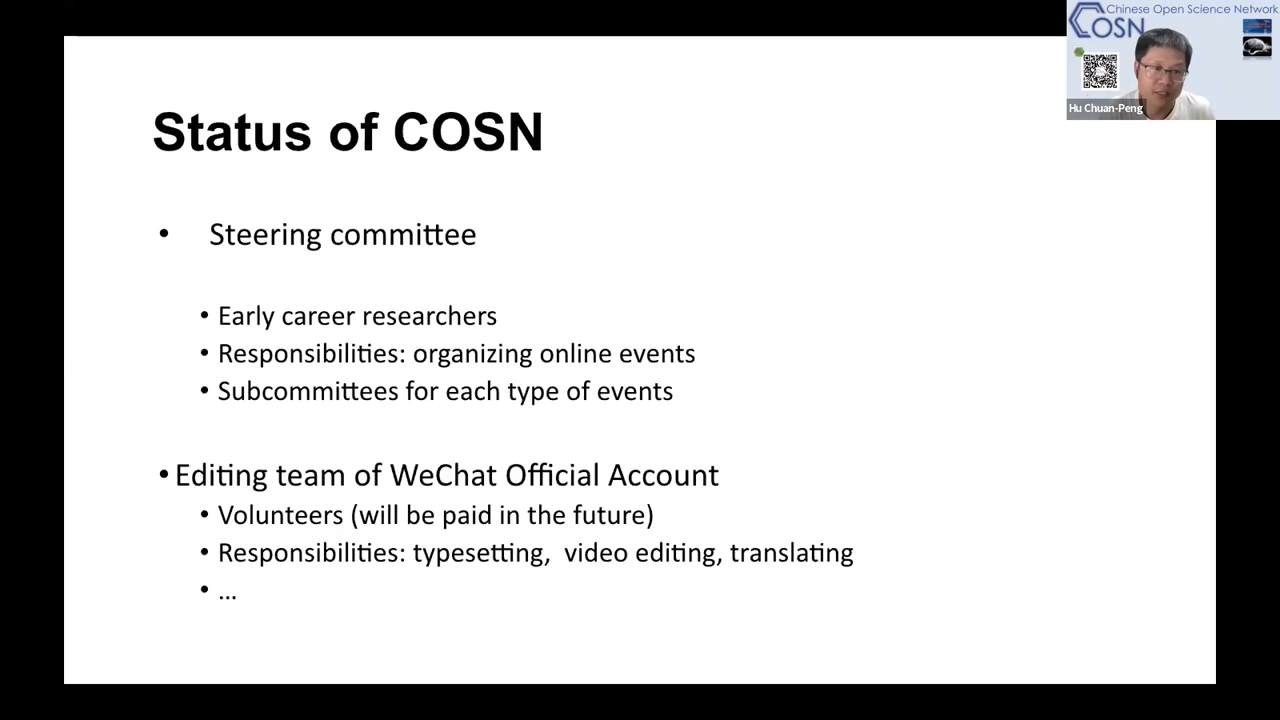 Chinese Open Science Network
COSN
Hu Chuan-Peng
Status of COSN
• Steering committee
• Early career researchers
• Responsibilities: organizing online events
• Subcommittees for each type of events
• Editing team of WeChat Official Account
• Volunteers (will be paid in the future)
• Responsibilities: typesetting,  video editing, translating
• ...